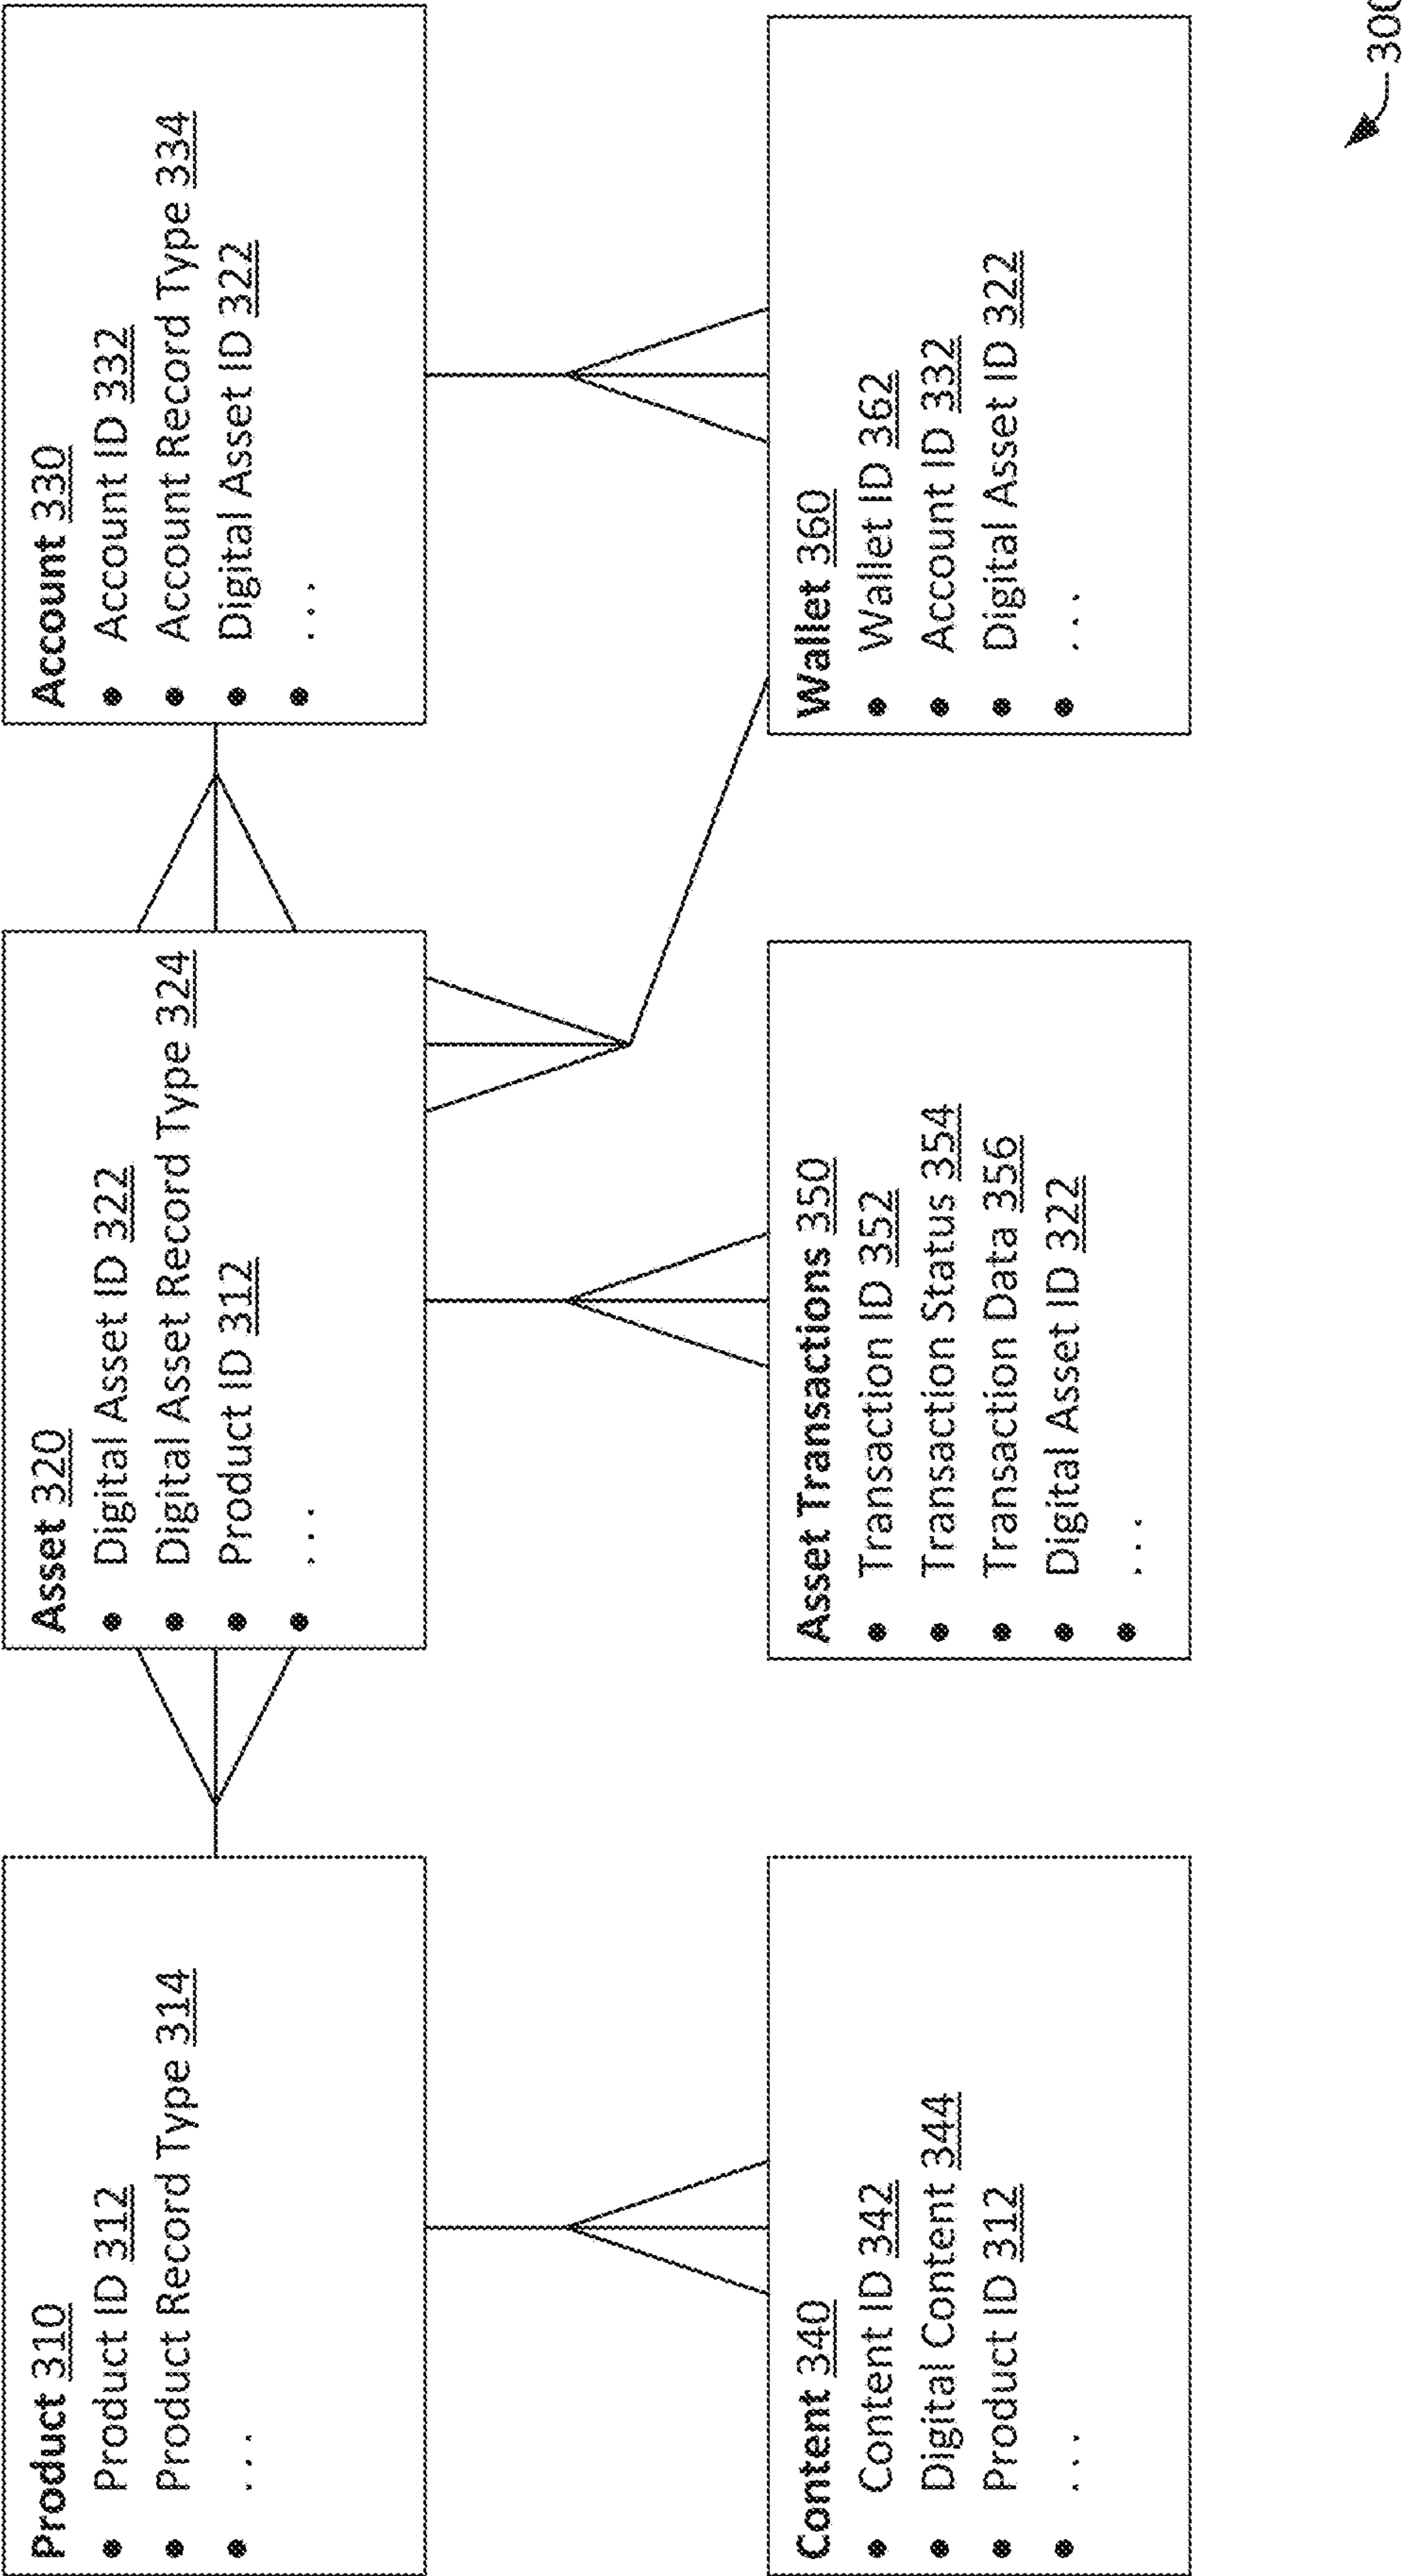 Product 310
• Product ID 312
• Product Record Type 314
• ...
Asset 320
• Digital Asset ID 322
• Digital Asset Record Type 324
• Product ID 312
• ...
Account 330
• Account ID 332
• Account Record Type 334
• Digital Asset ID 322
• ...
Content 340
• Content ID 342
• Digital Content 344
• Product ID 312
• ...
Asset Transactions 350
• Transaction ID 352
• Transaction Status 354
• Transaction Data 356
• Digital Asset ID 322
• ...
Wallet 360
• Wallet ID 362
• Account ID 332
• Digital Asset ID 322
• ...
300